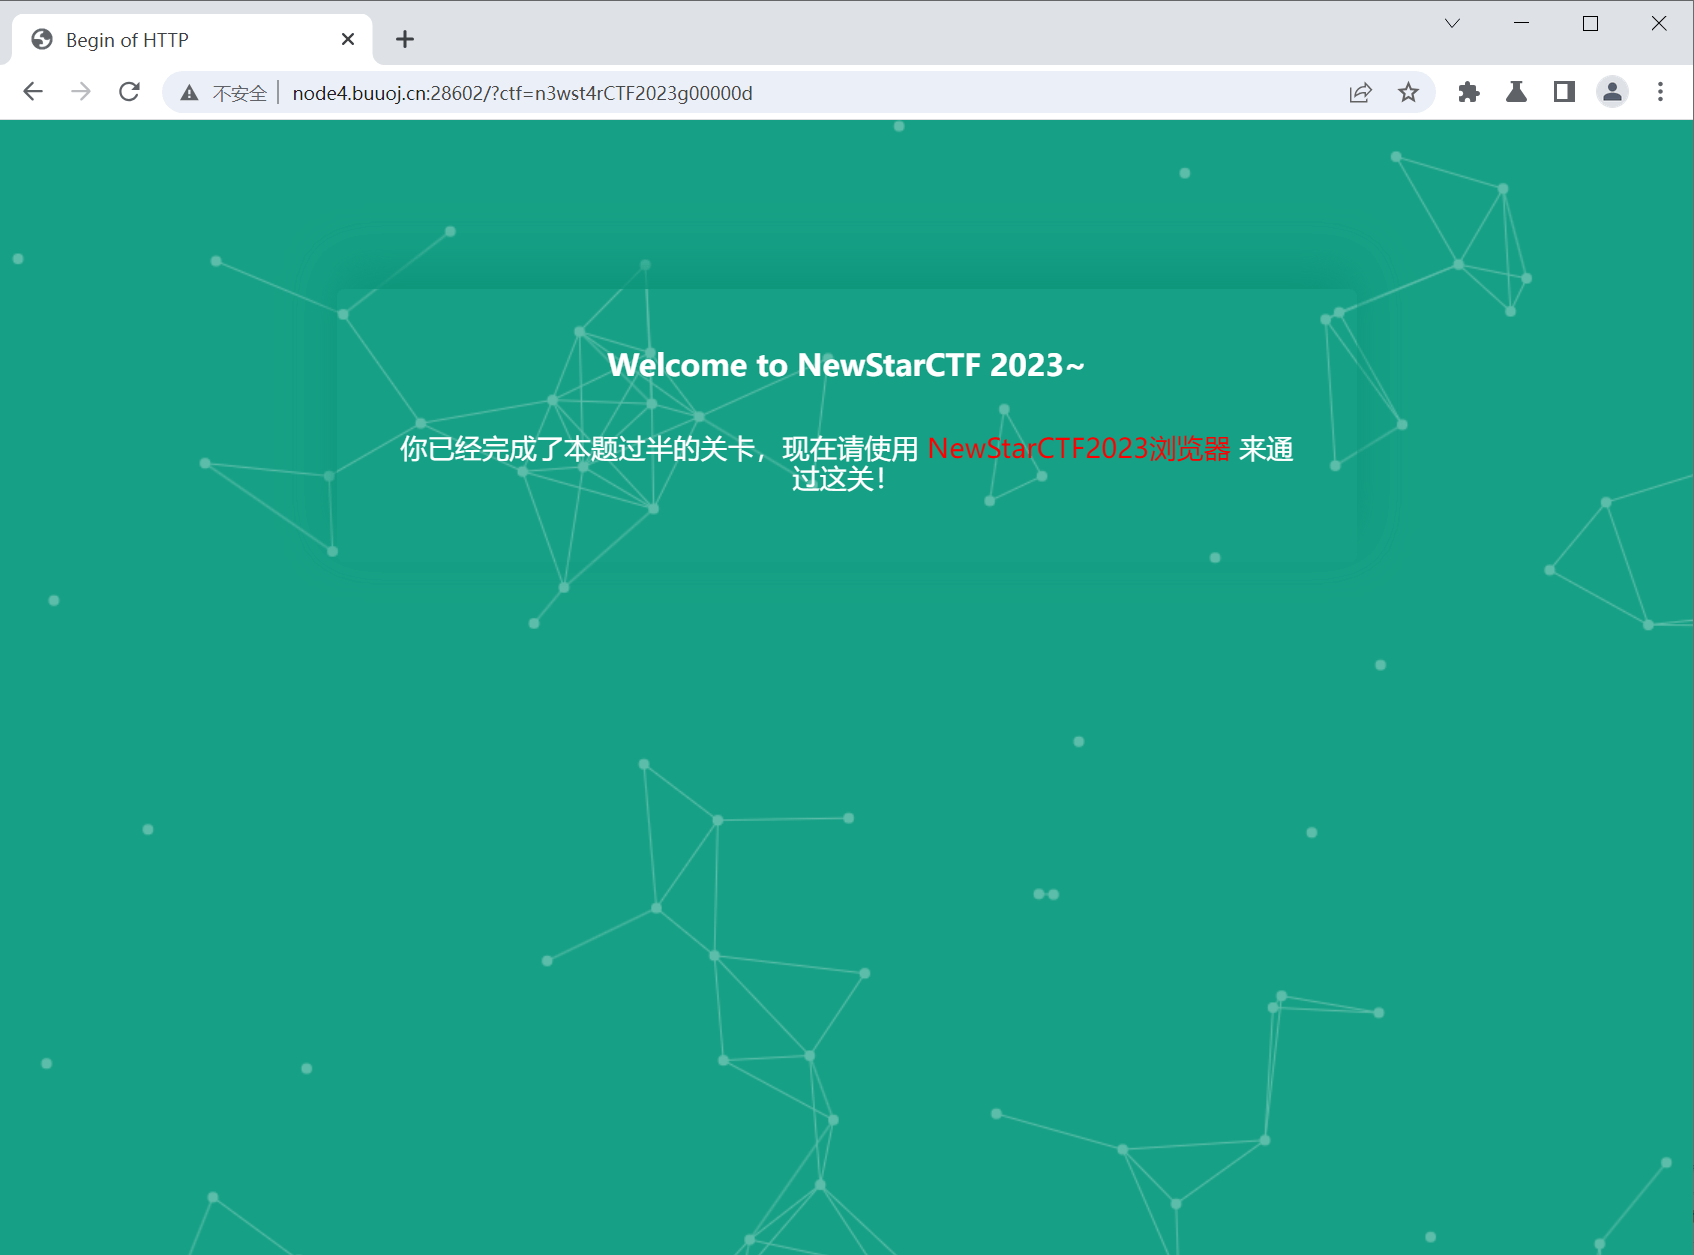 Begin of HTTP
不安全 node4.buuoj.cn:28602/?ctf=n3wst4rCTF2023g00000d
Welcome to NewStarCTF 2023~
你已经完成了本题过半的关卡，现在请使用 NewStarCTF2023浏览器 来通
过这关！